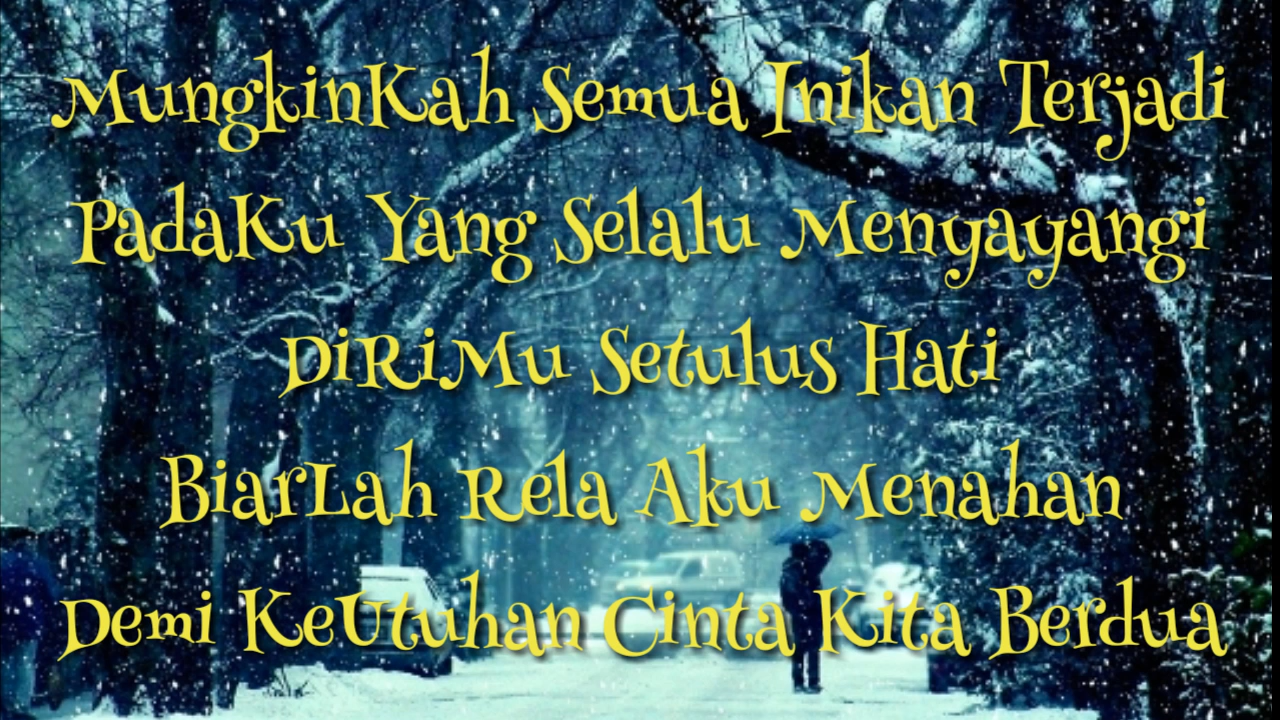 MungkinKah Semua Inikan Terjadi
PadaKu Yang Selalu Menyayangi
DiRiMu Setulus Hati
BiarLah Rela Aku Menahan
Demi KeUtuhan Cinta Kita Berdua